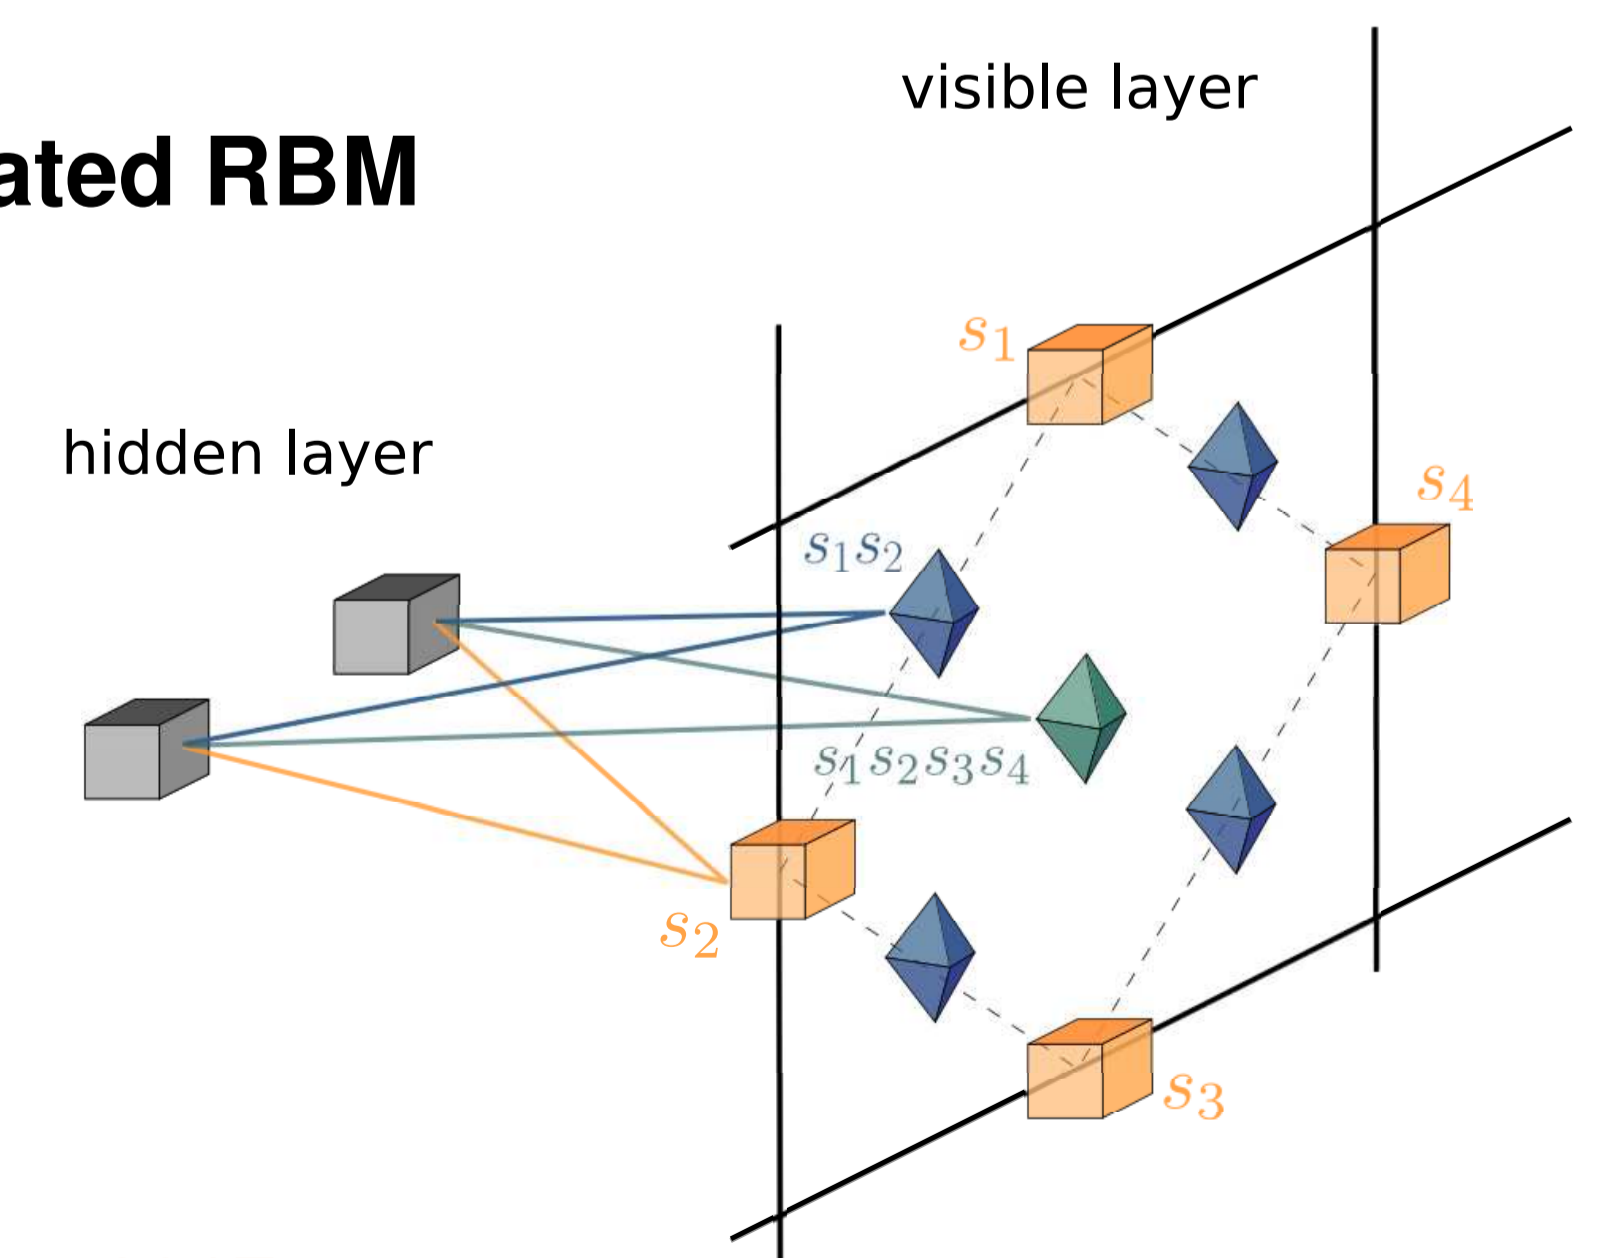 visible layer
ated RBM
s₁
hidden layer
s₄
s₁s₂
s₁s₂s₃s₄
s₂
s₃